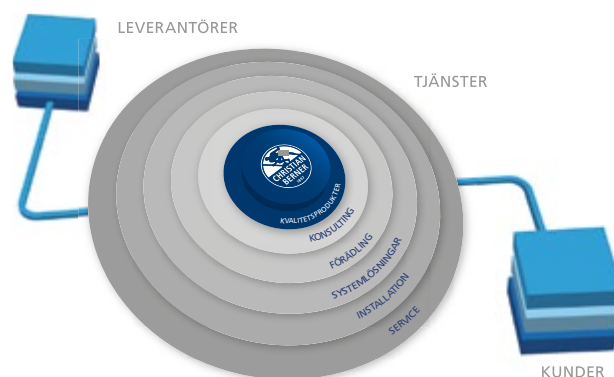 LEVERANTÖRER
TJÄNSTER
CHRISTIAN
BERNER
KVALITETSPRODUKTER
KONSULTING
FÖRÄDLING
SYSTEMLÖSNINGAR
INSTALLATION
SERVICE
KUNDER